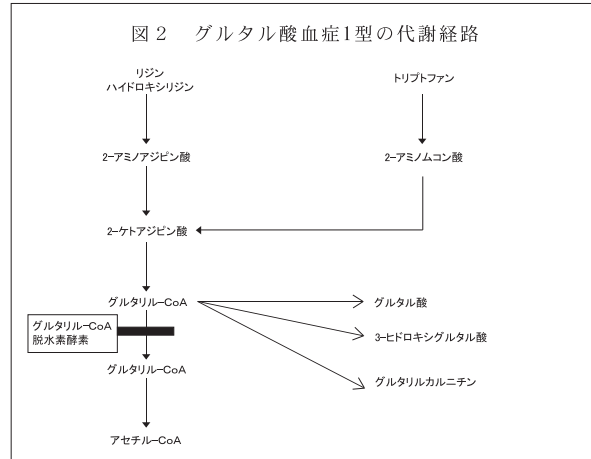 図２　グルタル酸血症1型の代謝経路
リジン
ハイドロキシリジン
トリプトファン
2−アミノアジピン酸
2−アミノムコン酸
2−ケトアジピン酸
グルタリル−CoA
グルタル酸
グルタリル−CoA
脱水素酵素
3−ヒドロキシグルタル酸
グルタリル−CoA
グルタリルカルニチン
アセチル−CoA